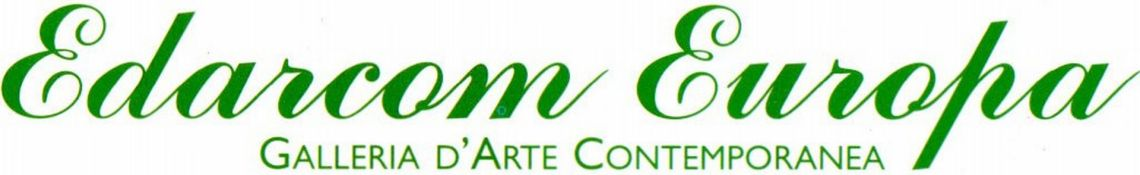 Edarcom Europa
GALLERIA D'ARTE CONTEMPORANEA